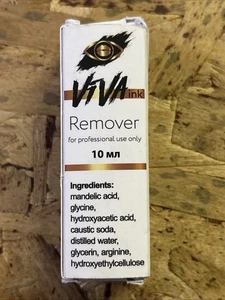 VIVA ink
Remover
for professional use only
10 мл
Ingredients:
mandelic acid,
glycine,
hydroxyacetic acid,
caustic soda,
distilled water,
glycerin, arginine,
hydroxyethylcellulose